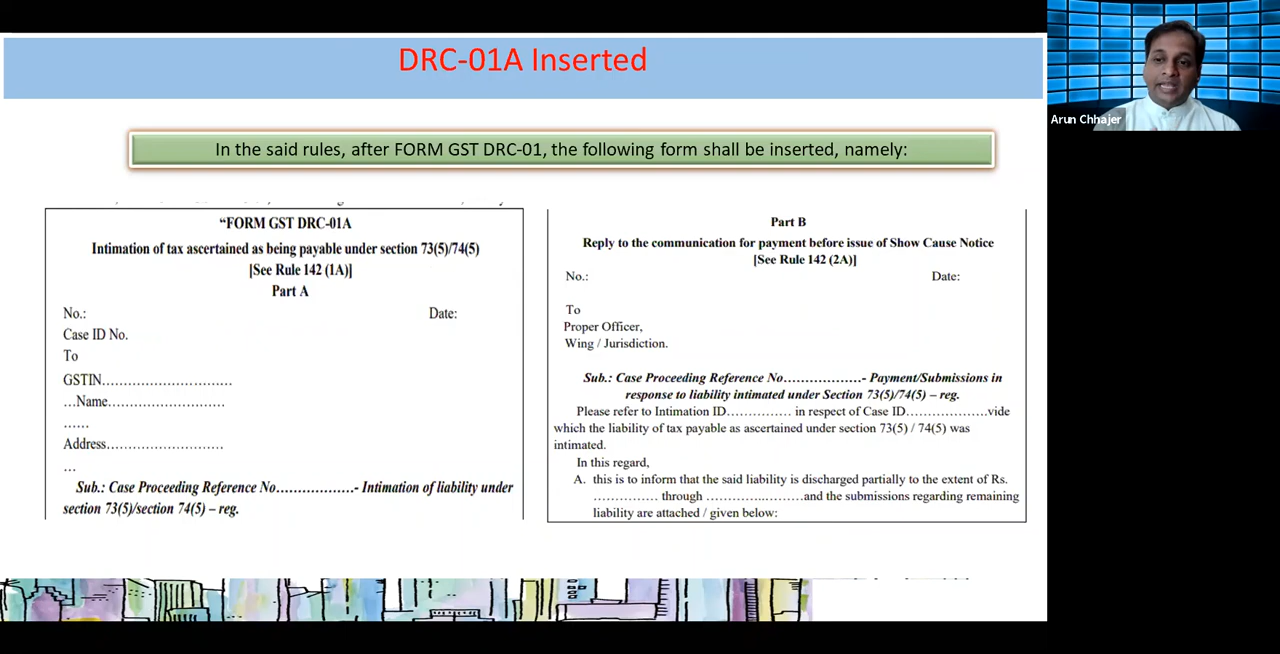 DRC-01A Inserted
Arun Chhajer
In the said rules, after FORM GST DRC-01, the following form shall be inserted, namely:
“FORM GST DRC-01A
Intimation of tax ascertained as being payable under section 73(5)/74(5)
[See Rule 142 (1A)]
Part A
No.: Date:
Case ID No.
To
GSTIN…………………………
…Name……………………..
……
Address……………………
…
Sub.: Case Proceeding Reference No……………….- Intimation of liability under
section 73(5)/section 74(5) – reg.
Part B
Reply to the communication for payment before issue of Show Cause Notice
[See Rule 142 (2A)]
No.: Date:
To
Proper Officer,
Wing / Jurisdiction.
Sub.: Case Proceeding Reference No……………….- Payment/Submissions in
response to liability intimated under Section 73(5)/74(5) – reg.
Please refer to Intimation ID…………… in respect of Case ID……………….vide
which the liability of tax payable as ascertained under section 73(5) / 74(5) was
intimated.
In this regard,
A. this is to inform that the said liability is discharged partially to the extent of Rs.
…………… through …………..………and the submissions regarding remaining
liability are attached / given below: